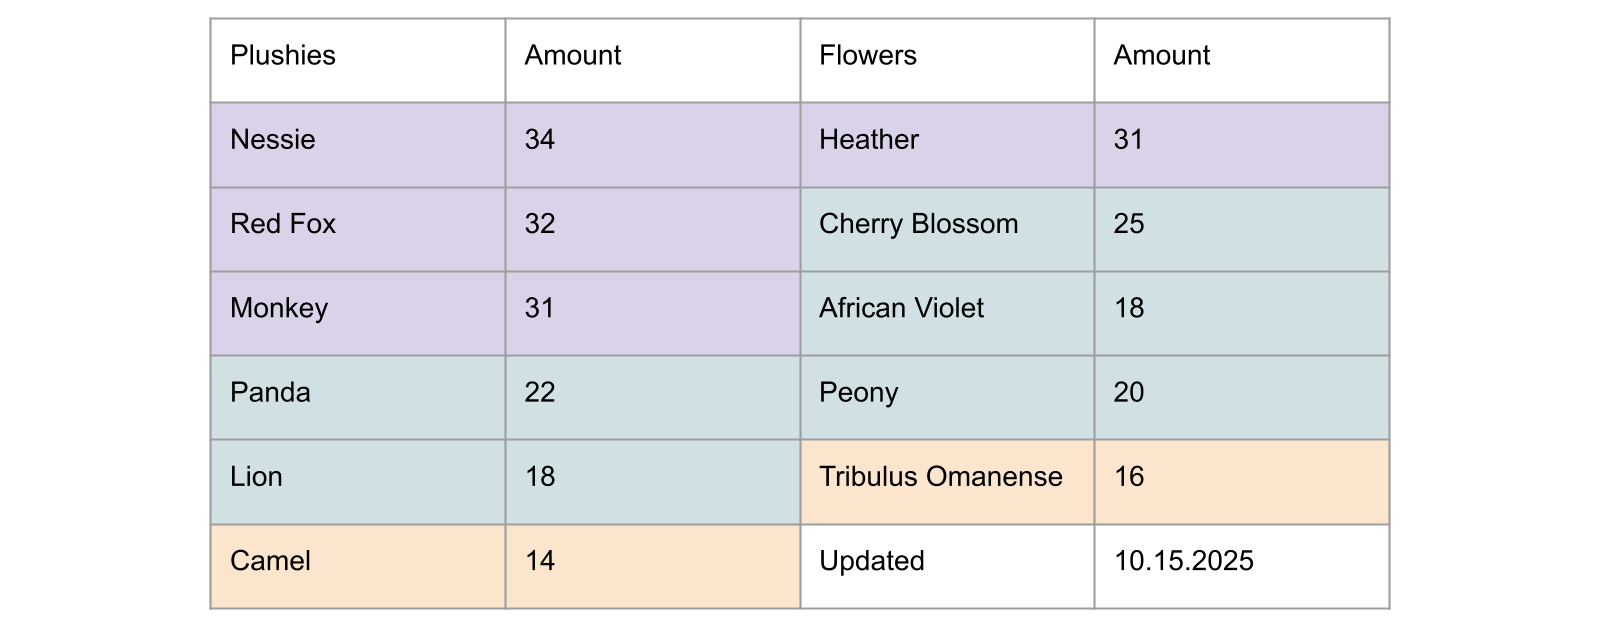 Plushies Amount Flowers Amount
Nessie 34 Heather 31
Red Fox 32 Cherry Blossom 25
Monkey 31 African Violet 18
Panda 22 Peony 20
Lion 18 Tribulus Omanense 16
Camel 14 Updated 10.15.2025